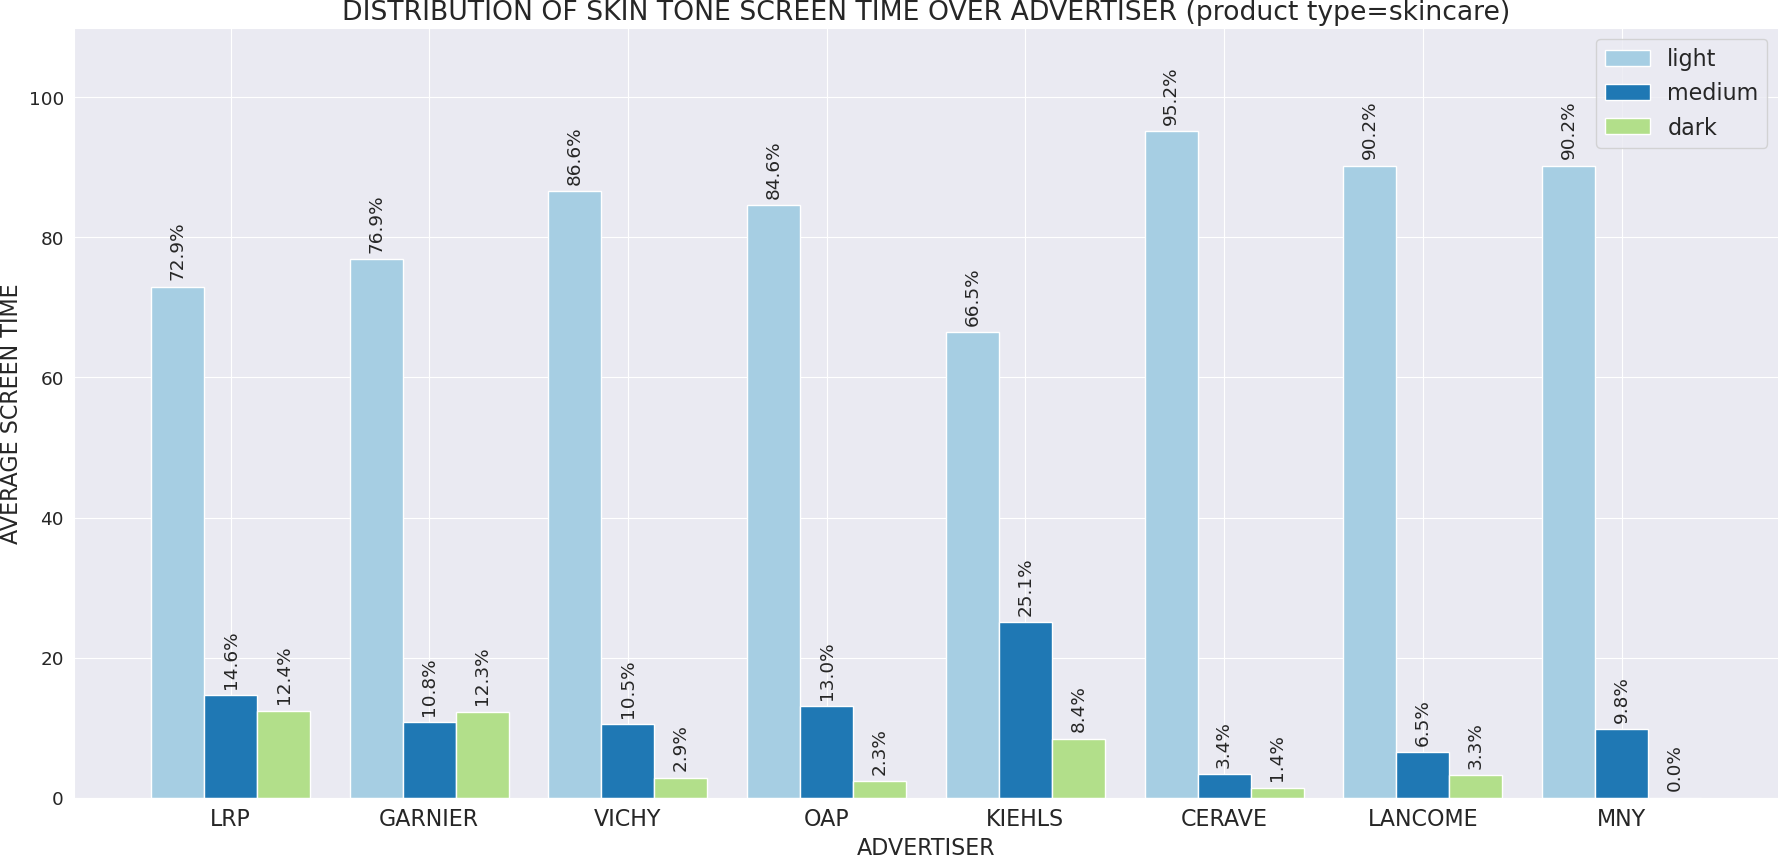 DISTRIBUTION OF SKIN TONE SCREEN TIME OVER ADVERTISER (product type=skincare)
light
medium
dark
AVERAGE SCREEN TIME
100
80
60
40
20
0
72.9%
14.6%
12.4%
76.9%
10.8%
12.3%
86.6%
10.5%
2.9%
84.6%
13.0%
2.3%
66.5%
25.1%
8.4%
95.2%
3.4%
1.4%
90.2%
6.5%
3.3%
90.2%
9.8%
0.0%
LRP
GARNIER
VICHY
OAP
KIEHLS
CERAVE
LANCOME
MNY
ADVERTISER